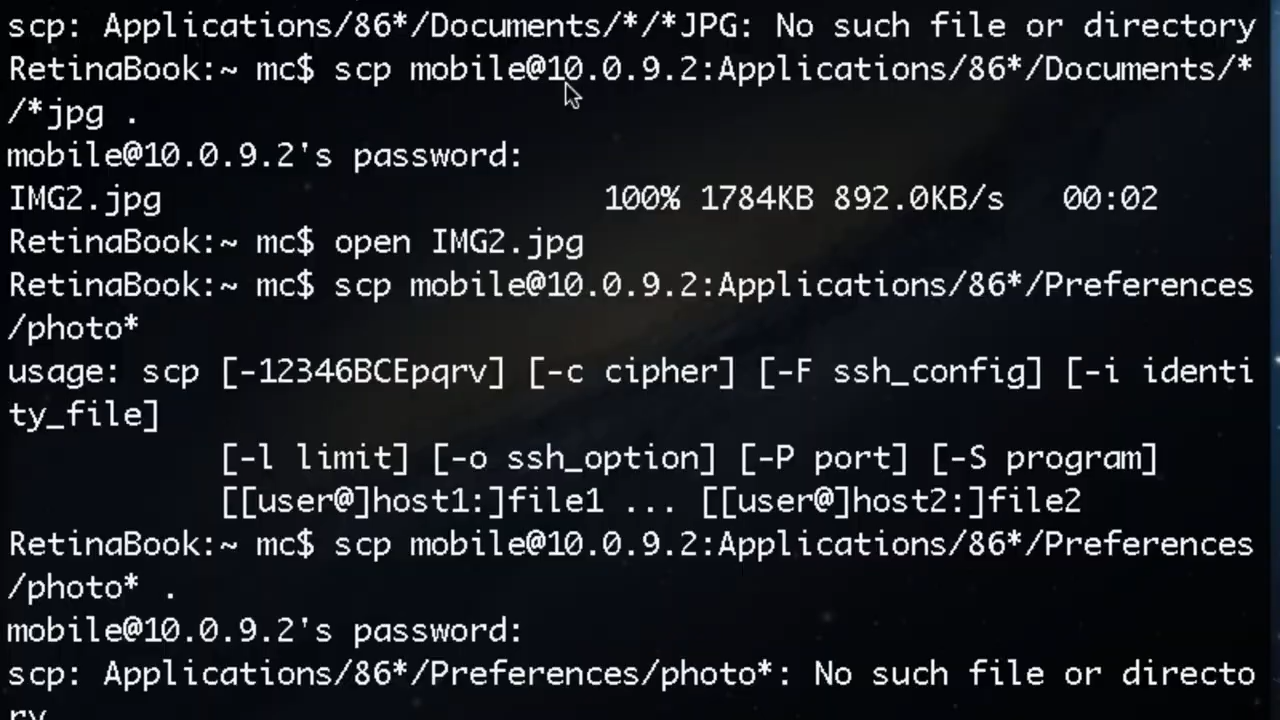 scp: Applications/86*/Documents/*/*JPG: No such file or directory
RetinaBook:~ mc$ scp mobile@10.0.9.2:Applications/86*/Documents/*
/*jpg .
mobile@10.0.9.2's password:
IMG2.jpg 100% 1784KB 892.0KB/s 00:02
RetinaBook:~ mc$ open IMG2.jpg
RetinaBook:~ mc$ scp mobile@10.0.9.2:Applications/86*/Preferences
/photo*
usage: scp [-12346BCEpqrv] [-c cipher] [-F ssh_config] [-i identi
ty_file]
[-l limit] [-o ssh_option] [-P port] [-S program]
[[user@]host1:]file1 ... [[user@]host2:]file2
RetinaBook:~ mc$ scp mobile@10.0.9.2:Applications/86*/Preferences
/photo* .
mobile@10.0.9.2's password:
scp: Applications/86*/Preferences/photo*: No such file or directo
ry